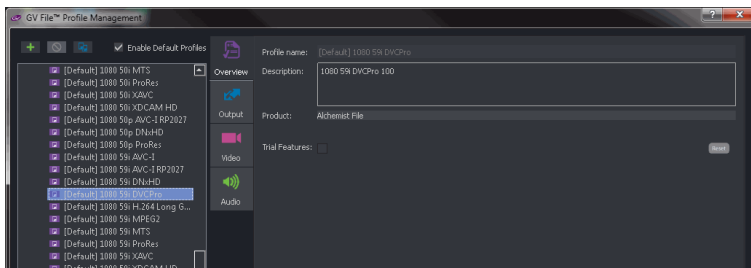 GV File™ Profile Management
Enable Default Profiles
[Default] 1080 50i MTS
[Default] 1080 50i ProRes
[Default] 1080 50i XAVC
[Default] 1080 50i XDCAM HD
[Default] 1080 50p AVC-I RP2027
[Default] 1080 50p DNxHD
[Default] 1080 50p ProRes
[Default] 1080 59i AVC-I
[Default] 1080 59i AVC-I RP2027
[Default] 1080 59i DNxHD
[Default] 1080 59i DVCPro
[Default] 1080 59i H.264 Long G...
[Default] 1080 59i MPEG2
[Default] 1080 59i MTS
[Default] 1080 59i ProRes
[Default] 1080 59i XAVC
[Default] 1080 59i XDCAM HD
Overview
Output
Video
Audio
Profile name: [Default] 1080 59i DVCPro
Description: 1080 59i DVCPro 100
Product: Alchemist File
Trial Features:
Reset